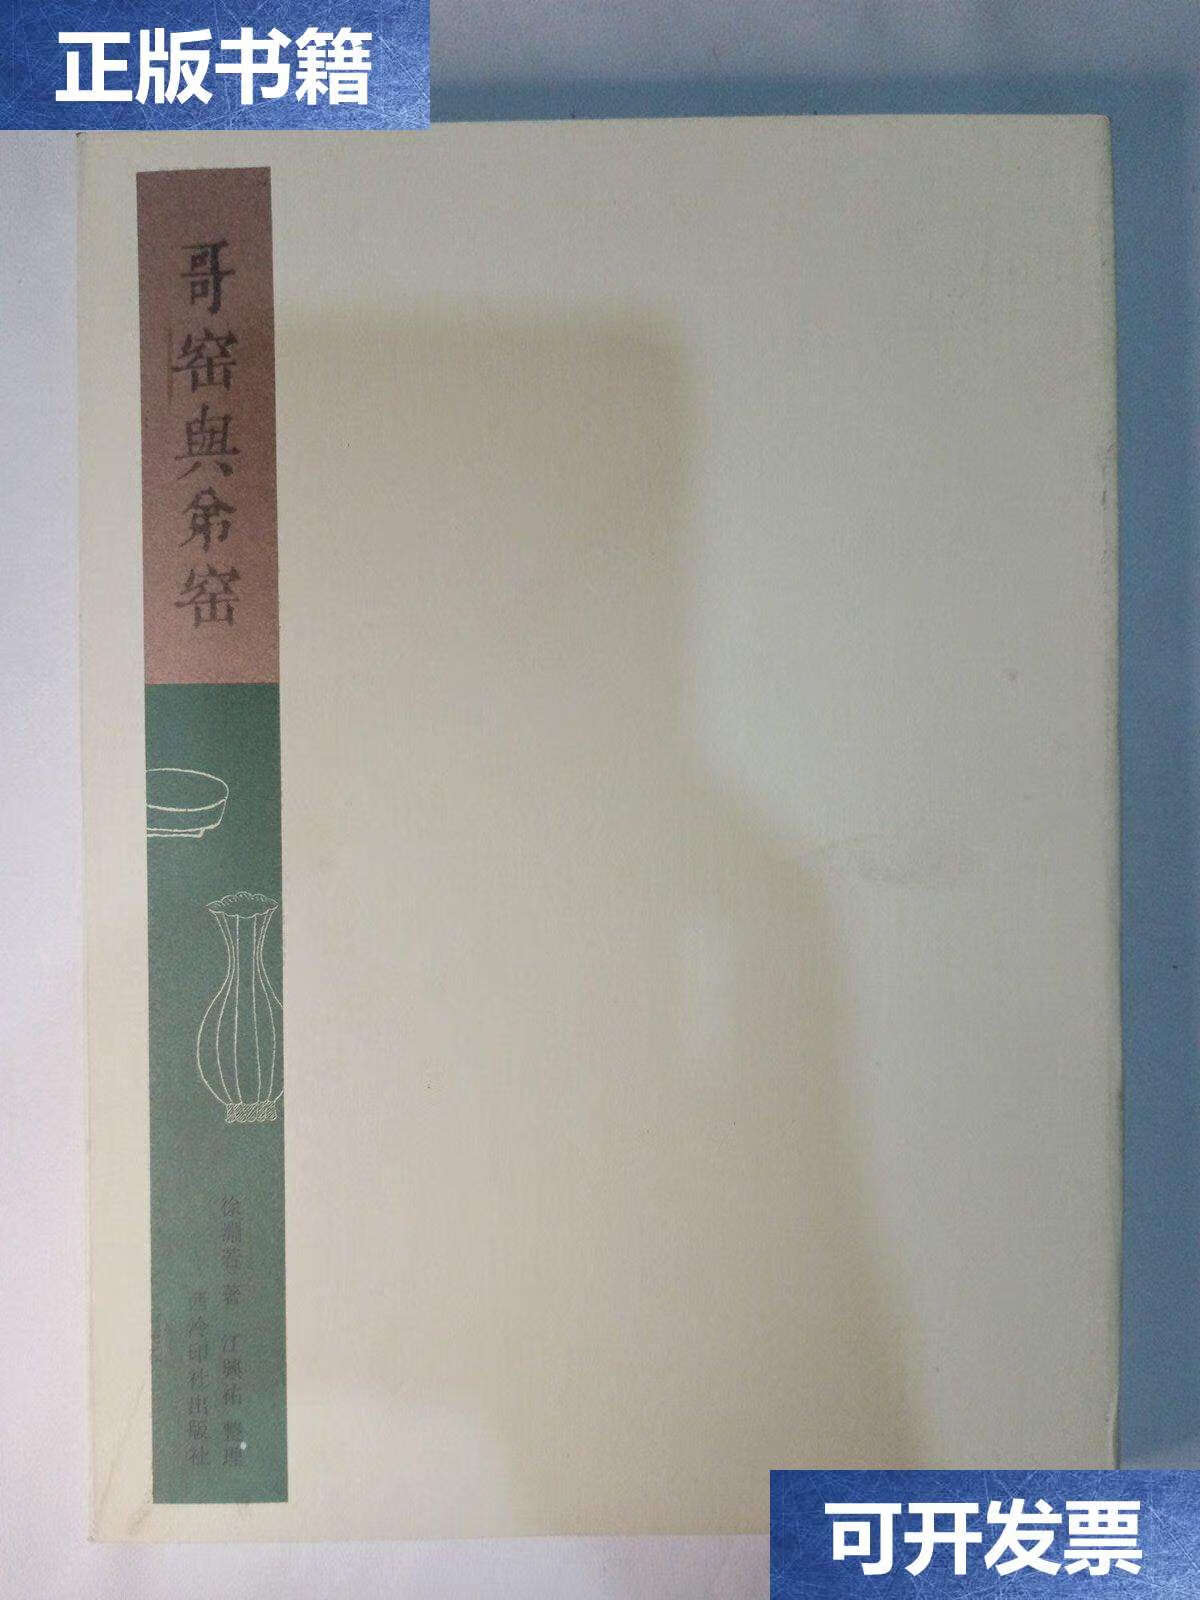 正版书籍
哥窑與弟窑
徐淵若 著 江興祐 整理
西泠印社出版社
可开发票